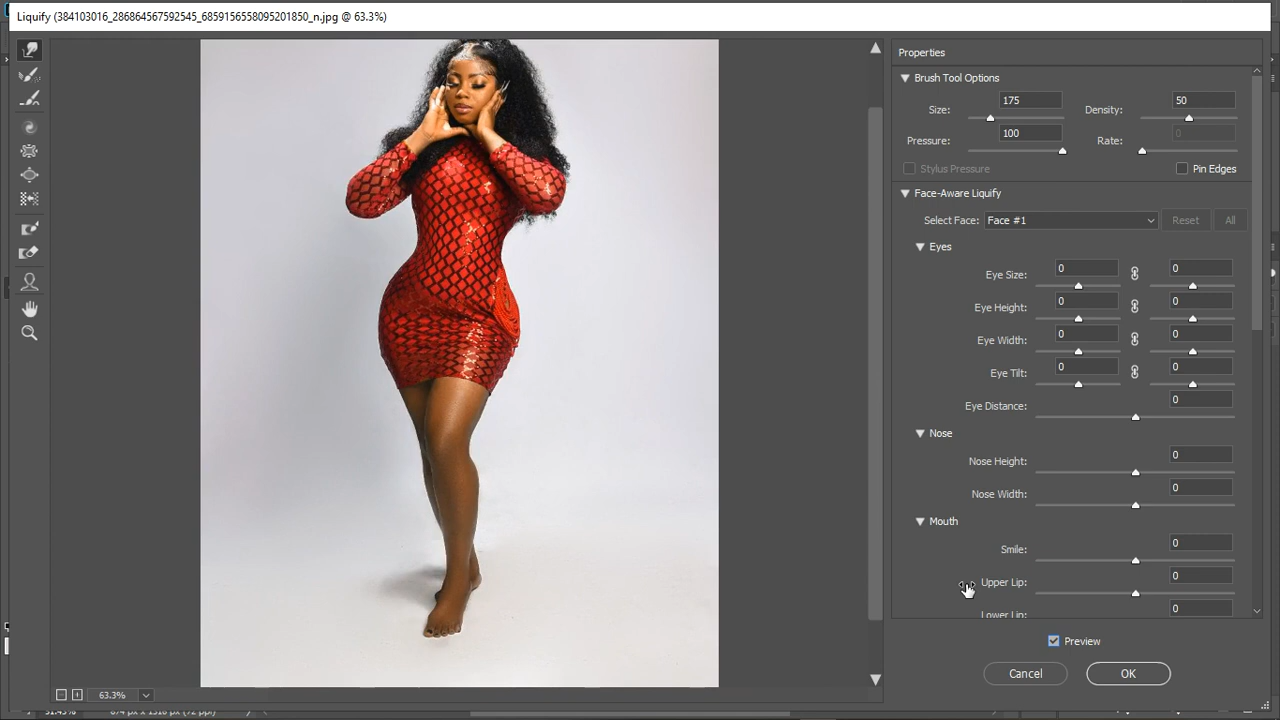 Liquify (384103016_286864567592545_6859156558095201850_n.jpg @ 63.3%)
Properties
Brush Tool Options
Size: 175 Density: 50
Pressure: 100 Rate: 0
Stylus Pressure Pin Edges
Face-Aware Liquify
Select Face: Face #1 Reset All
Eyes
Eye Size: 0 0
Eye Height: 0 0
Eye Width: 0 0
Eye Tilt: 0 0
Eye Distance: 0
Nose
Nose Height: 0
Nose Width: 0
Mouth
Smile: 0
Upper Lip: 0
Lower Lip: 0
Preview
Cancel OK
63.3%